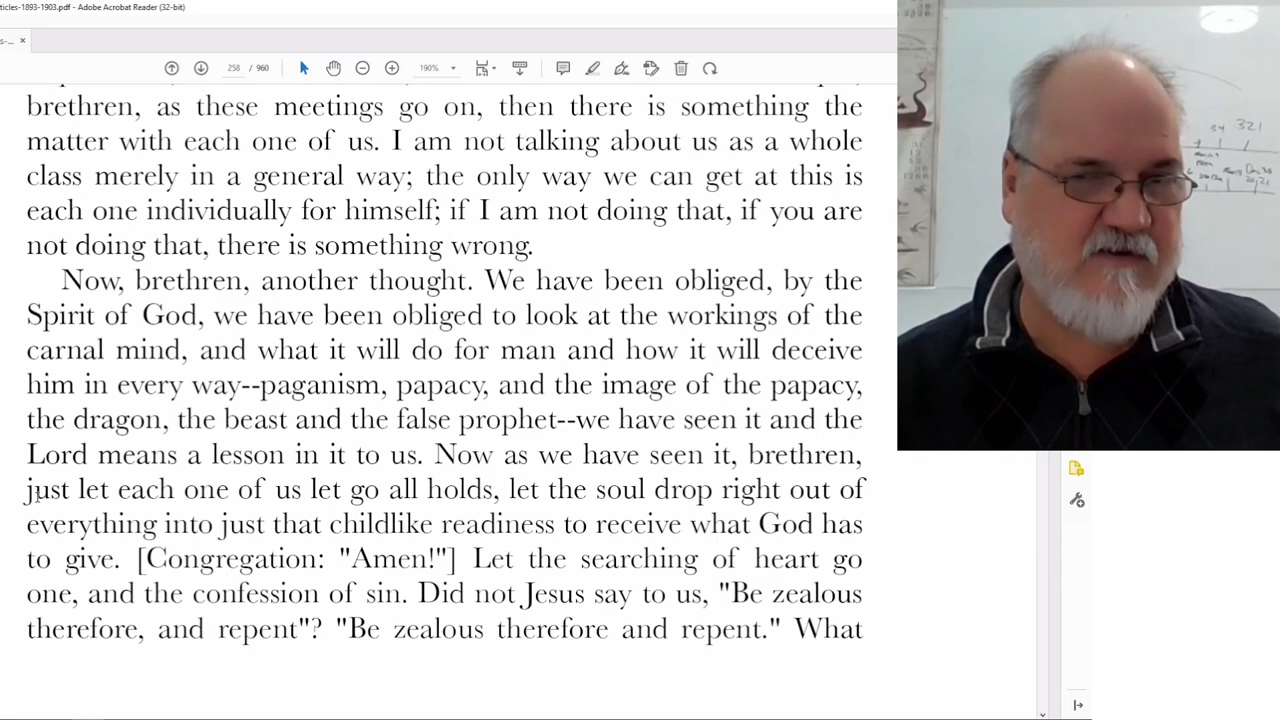 ticles-1893-1903.pdf - Adobe Acrobat Reader (32-bit)
s-... ×
258 / 960
190%
brethren, as these meetings go on, then there is something the
matter with each one of us. I am not talking about us as a whole
class merely in a general way; the only way we can get at this is
each one individually for himself; if I am not doing that, if you are
not doing that, there is something wrong.
Now, brethren, another thought. We have been obliged, by the
Spirit of God, we have been obliged to look at the workings of the
carnal mind, and what it will do for man and how it will deceive
him in every way--paganism, papacy, and the image of the papacy,
the dragon, the beast and the false prophet--we have seen it and the
Lord means a lesson in it to us. Now as we have seen it, brethren,
just let each one of us let go all holds, let the soul drop right out of
everything into just that childlike readiness to receive what God has
to give. [Congregation: "Amen!"] Let the searching of heart go
one, and the confession of sin. Did not Jesus say to us, "Be zealous
therefore, and repent"? "Be zealous therefore and repent." What
34 321